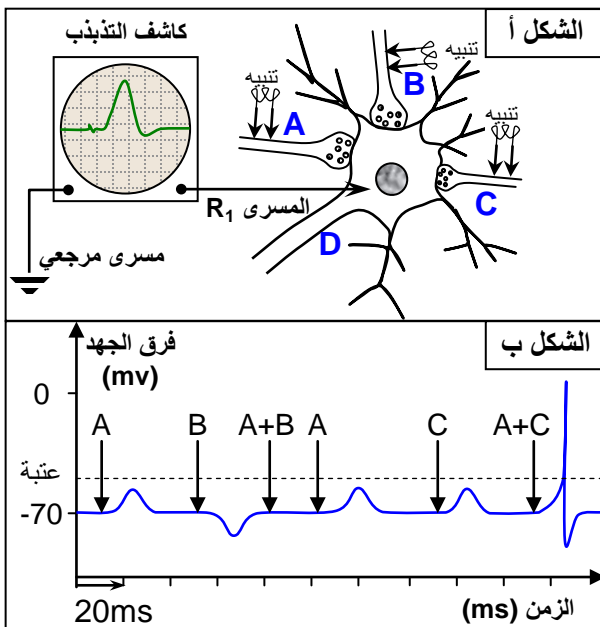 الشكل أ
كاشف التذبذب
تنبيه
B
تنبيه
A
تنبيه
C
المسرى R1
D
مسرى مرجعي
الشكل ب
فرق الجهد
(mv)
0
A B A+B A C A+C
عتبة
-70
20ms
الزمن (ms)